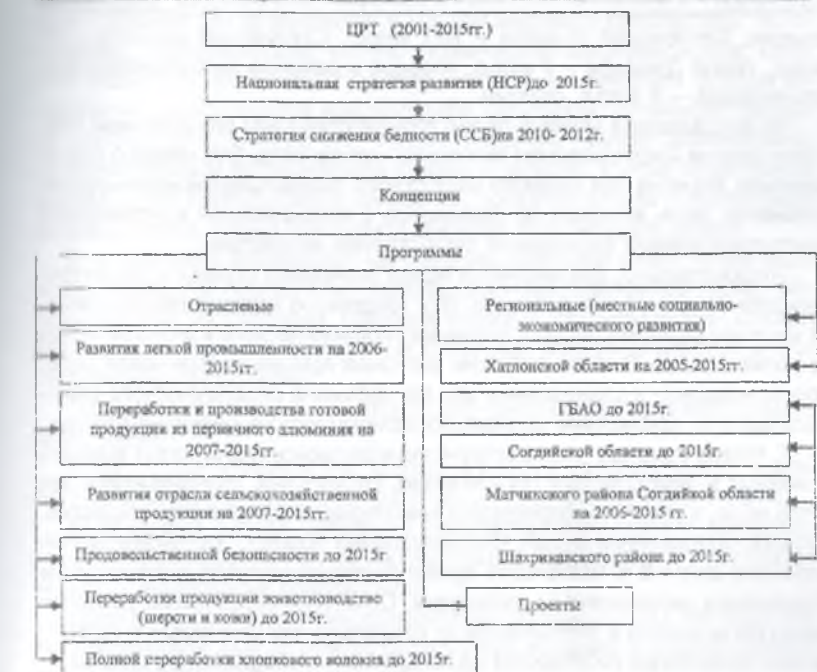 ЦРТ (2001-2015гг.)
Национальная стратегия развития (НСР)до 2015г.
Стратегия снижения бедности (ССБ)на 2010- 2012г.
Концепции
Программы
Отраслевые
Развития легкой промышленности на 2006-
2015гг.
Переработки и производства готовой
продукции из первичного алюминия на
2007-2015гг.
Развития отрасли сельскохозяйственной
продукции на 2007-2015гг.
Продовольственной безопасности до 2015г
Переработки продукции животноводство
(шерсти и кожи) до 2015г.
Полной переработки хлопкового волокна до 2015г.
Региональные (местные социально-
экономического развития)
Хатлонской области на 2005-2015гг.
ГБАО до 2015г.
Согдийской области до 2015г.
Матчинского района Согдийской области
на 2006-2015 гг.
Шахринавского района до 2015г.
Проекты